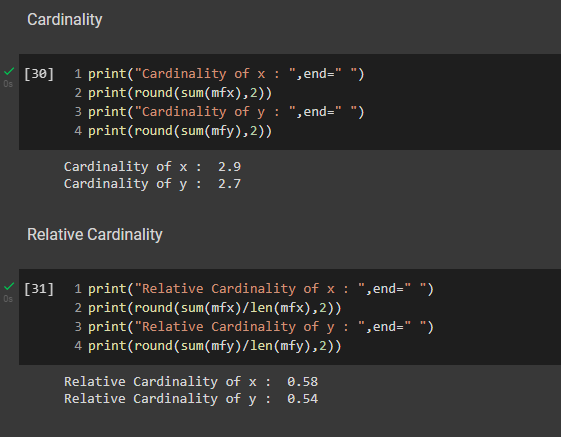 Cardinality
0s
[30]
1 print("Cardinality of x : ",end=" ")
2 print(round(sum(mfx),2))
3 print("Cardinality of y : ",end=" ")
4 print(round(sum(mfy),2))
Cardinality of x :  2.9
Cardinality of y :  2.7
Relative Cardinality
0s
[31]
1 print("Relative Cardinality of x : ",end=" ")
2 print(round(sum(mfx)/len(mfx),2))
3 print("Relative Cardinality of y : ",end=" ")
4 print(round(sum(mfy)/len(mfy),2))
Relative Cardinality of x :  0.58
Relative Cardinality of y :  0.54